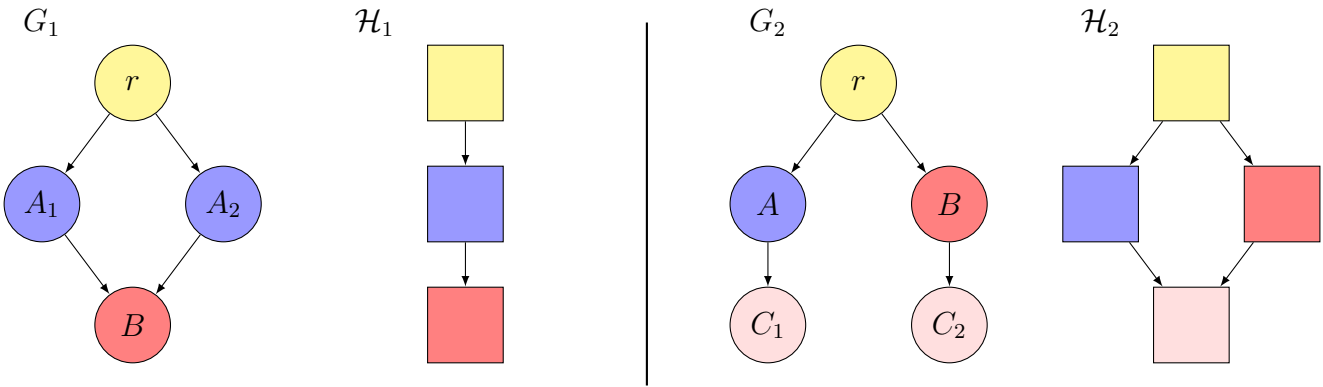 G₁ ℋ₁ G₂ ℋ₂
r r
A₁ A₂ A B
B C₁ C₂